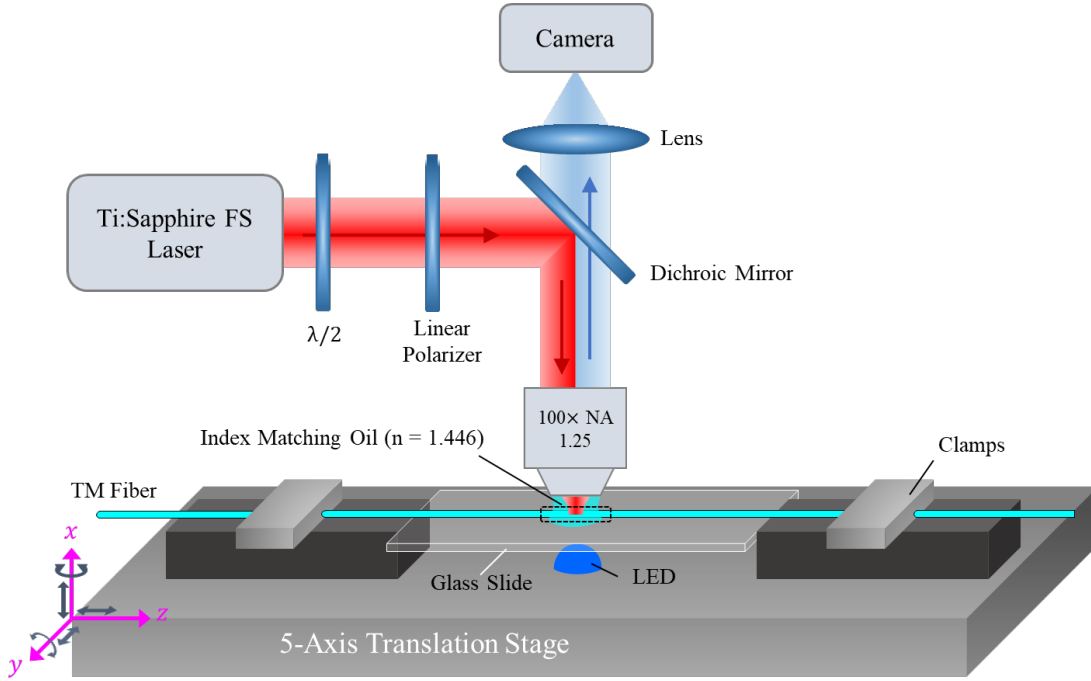 Camera
Lens
Ti:Sapphire FS
Laser
Dichroic Mirror
λ/2
Linear
Polarizer
100× NA
1.25
Index Matching Oil (n = 1.446)
Clamps
TM Fiber
x
Glass Slide
LED
z
y
5-Axis Translation Stage